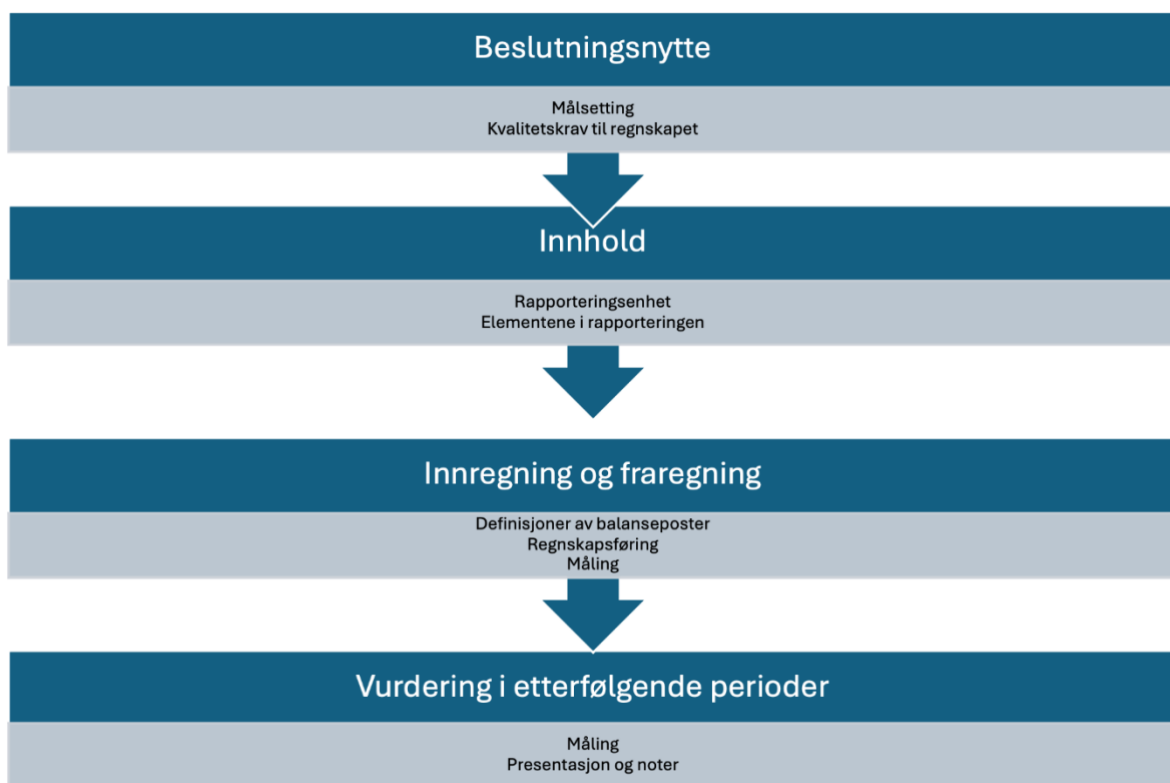 Beslutningsnytte
Målsetting
Kvalitetskrav til regnskapet
Innhold
Rapporteringsenhet
Elementene i rapporteringen
Innregning og fraregning
Definisjoner av balanseposter
Regnskapsføring
Måling
Vurdering i etterfølgende perioder
Måling
Presentasjon og noter